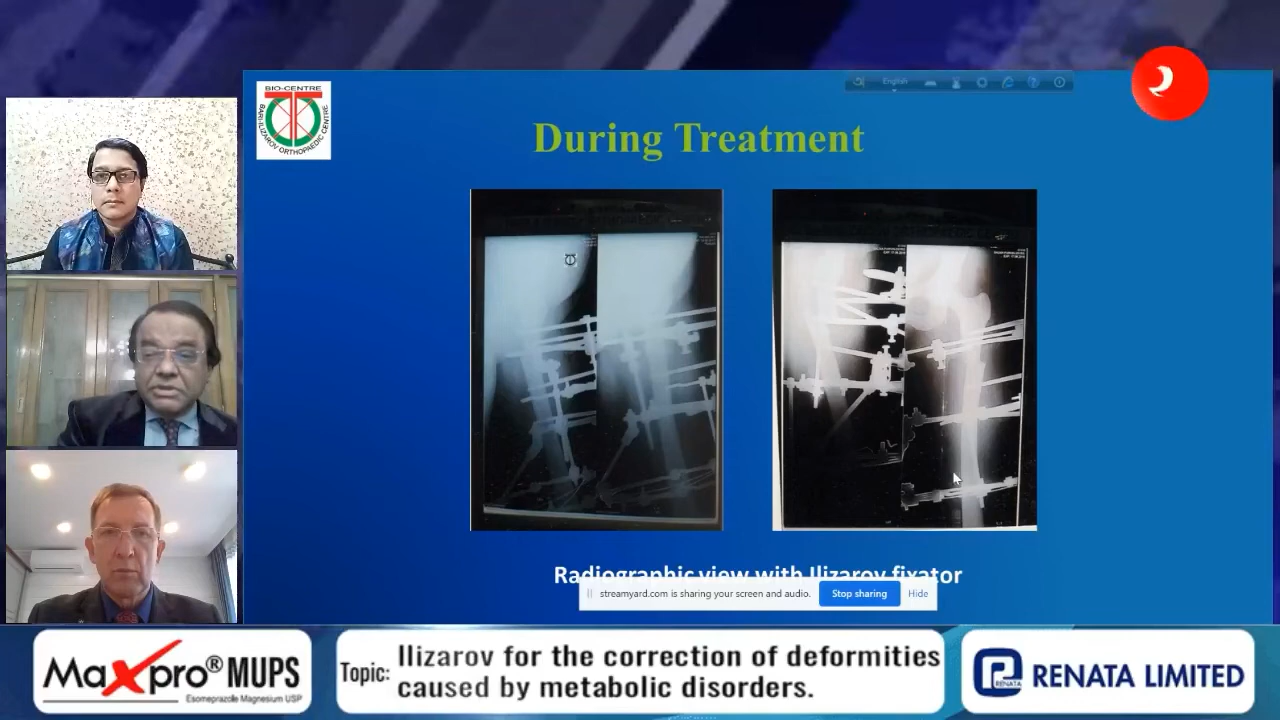 BIO-CENTRE
BARI-ILIZAROV ORTHOPAEDIC CENTRE
English
During Treatment
Radiographic view with Ilizarov fixator
streamyard.com is sharing your screen and audio.
Stop sharing
Hide
Maxpro® MUPS
Esomeprazole Magnesium USP
Topic:
Ilizarov for the correction of deformities
caused by metabolic disorders.
RENATA
RENATA LIMITED